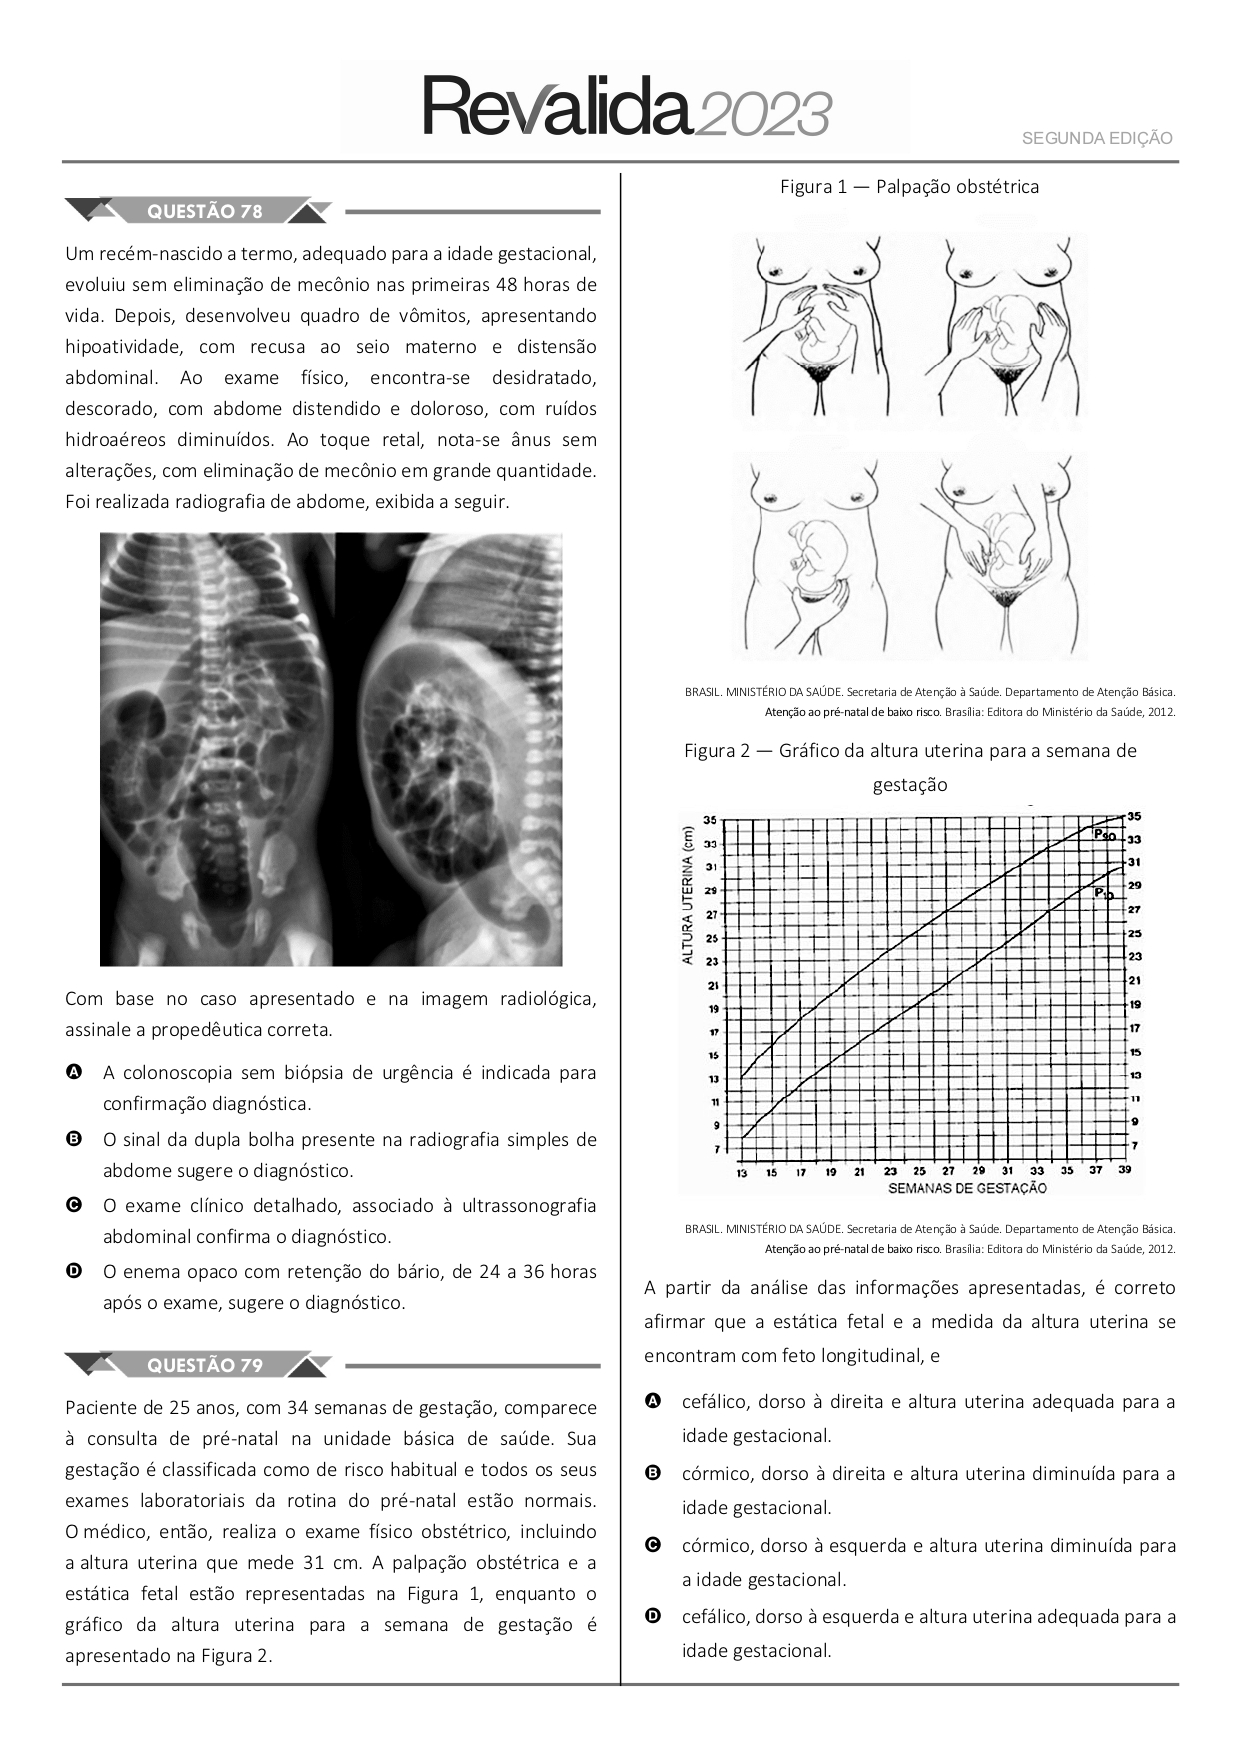 Revalida2023
SEGUNDA EDIÇÃO
QUESTÃO 78
Um recém-nascido a termo, adequado para a idade gestacional,
evoluiu sem eliminação de mecônio nas primeiras 48 horas de
vida. Depois, desenvolveu quadro de vômitos, apresentando
hipoatividade, com recusa ao seio materno e distensão
abdominal. Ao exame físico, encontra-se desidratado,
descorado, com abdome distendido e doloroso, com ruídos
hidroaéreos diminuídos. Ao toque retal, nota-se ânus sem
alterações, com eliminação de mecônio em grande quantidade.
Foi realizada radiografia de abdome, exibida a seguir.
Com base no caso apresentado e na imagem radiológica,
assinale a propedêutica correta.
A A colonoscopia sem biópsia de urgência é indicada para
confirmação diagnóstica.
B O sinal da dupla bolha presente na radiografia simples de
abdome sugere o diagnóstico.
C O exame clínico detalhado, associado à ultrassonografia
abdominal confirma o diagnóstico.
D O enema opaco com retenção do bário, de 24 a 36 horas
após o exame, sugere o diagnóstico.
QUESTÃO 79
Paciente de 25 anos, com 34 semanas de gestação, comparece
à consulta de pré-natal na unidade básica de saúde. Sua
gestação é classificada como de risco habitual e todos os seus
exames laboratoriais da rotina do pré-natal estão normais.
O médico, então, realiza o exame físico obstétrico, incluindo
a altura uterina que mede 31 cm. A palpação obstétrica e a
estática fetal estão representadas na Figura 1, enquanto o
gráfico da altura uterina para a semana de gestação é
apresentado na Figura 2.
Figura 1 — Palpação obstétrica
BRASIL. MINISTÉRIO DA SAÚDE. Secretaria de Atenção à Saúde. Departamento de Atenção Básica.
Atenção ao pré-natal de baixo risco. Brasília: Editora do Ministério da Saúde, 2012.
Figura 2 — Gráfico da altura uterina para a semana de
gestação
ALTURA UTERINA (cm)
35
33
31
29
27
25
23
21
19
17
15
13
11
9
7
P90
P10
35
33
31
29
27
25
23
21
19
17
15
13
11
9
7
13 15 17 19 21 23 25 27 29 31 33 35 37 39
SEMANAS DE GESTAÇÃO
BRASIL. MINISTÉRIO DA SAÚDE. Secretaria de Atenção à Saúde. Departamento de Atenção Básica.
Atenção ao pré-natal de baixo risco. Brasília: Editora do Ministério da Saúde, 2012.
A partir da análise das informações apresentadas, é correto
afirmar que a estática fetal e a medida da altura uterina se
encontram com feto longitudinal, e
A cefálico, dorso à direita e altura uterina adequada para a
idade gestacional.
B córmico, dorso à direita e altura uterina diminuída para a
idade gestacional.
C córmico, dorso à esquerda e altura uterina diminuída para
a idade gestacional.
D cefálico, dorso à esquerda e altura uterina adequada para a
idade gestacional.